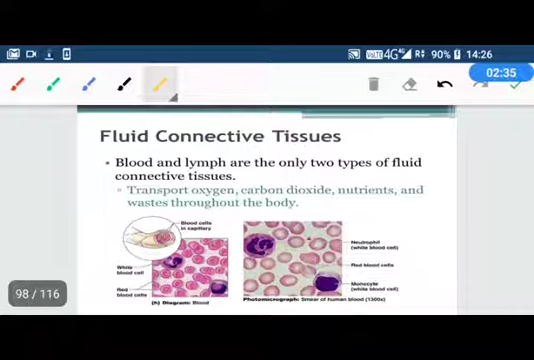 VoLTE 4G 4G R 90% 14:26
02:35
Fluid Connective Tissues
• Blood and lymph are the only two types of fluid
connective tissues.
▫ Transport oxygen, carbon dioxide, nutrients, and
wastes throughout the body.
Blood cells
in capillary
White
blood cell
Red
blood cells
(h) Diagram: Blood
Neutrophil
(white blood cell)
Red blood cells
Monocyte
(white blood cell)
Photomicrograph: Smear of human blood (1300x)
98 / 116